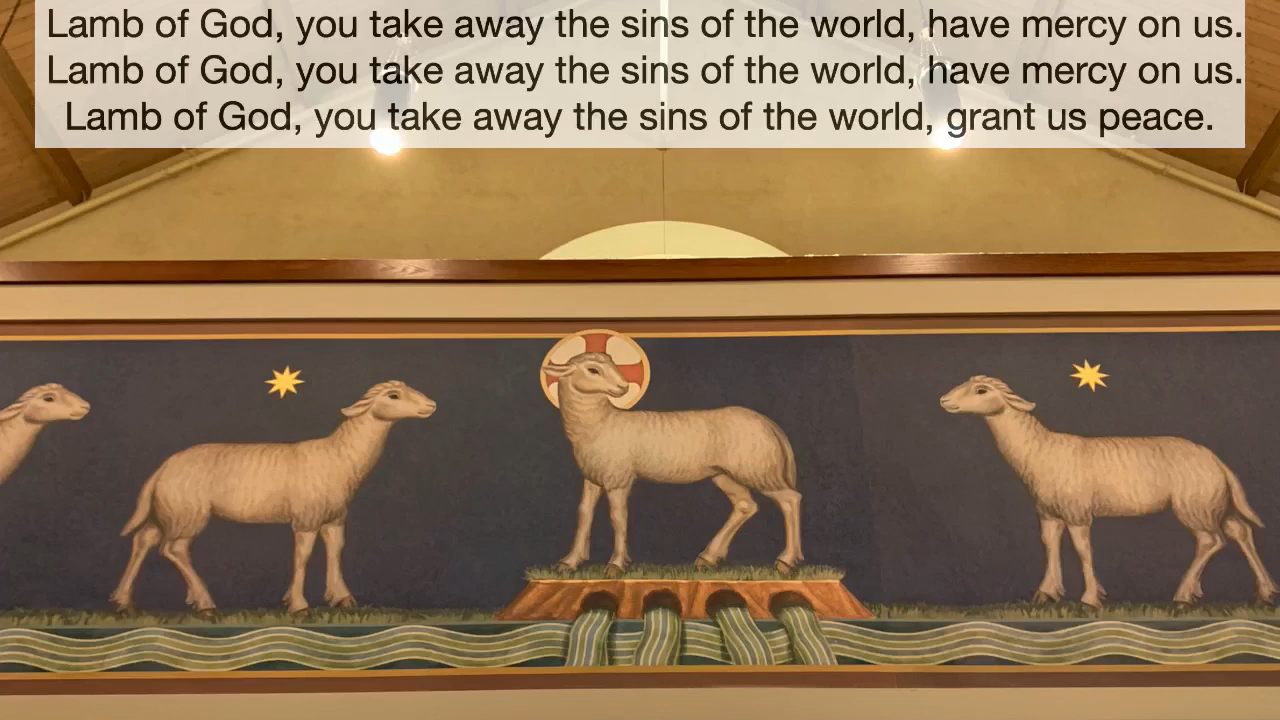 Lamb of God, you take away the sins of the world, have mercy on us.
Lamb of God, you take away the sins of the world, have mercy on us.
Lamb of God, you take away the sins of the world, grant us peace.